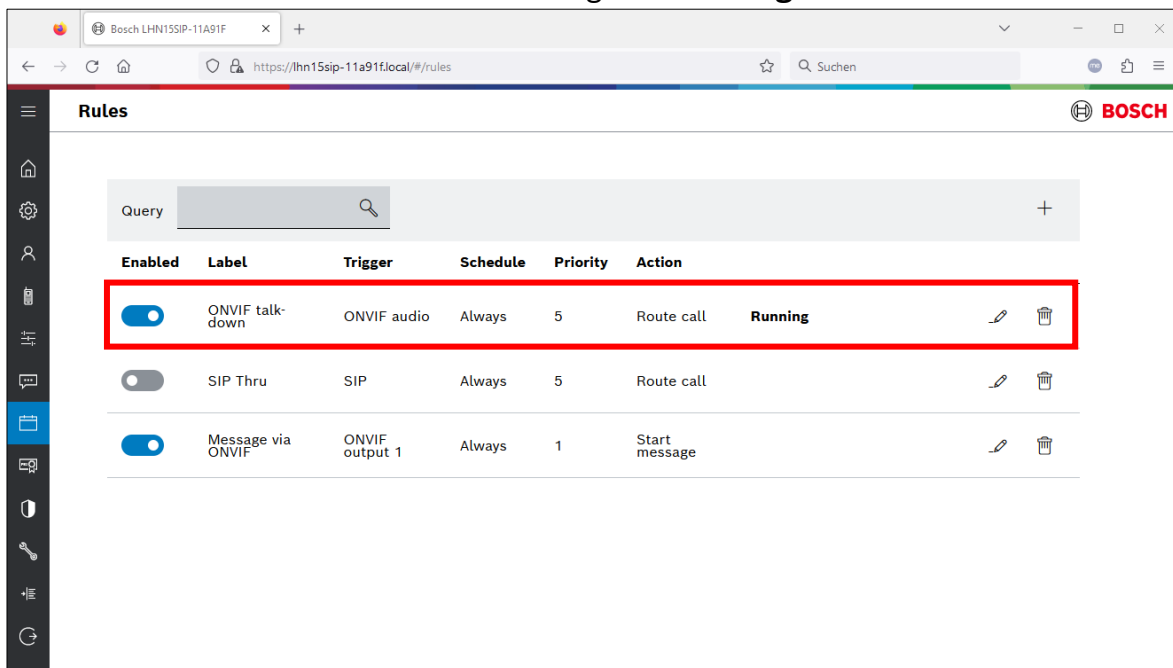 Bosch LHN15SIP-11A91F
https://lhn15sip-11a91f.local/#/rules
Suchen
me
Rules
BOSCH
Query
Enabled Label Trigger Schedule Priority Action
ONVIF talk-
down
ONVIF audio Always 5 Route call Running
SIP Thru SIP Always 5 Route call
Message via
ONVIF
ONVIF
output 1
Always 1
Start
message